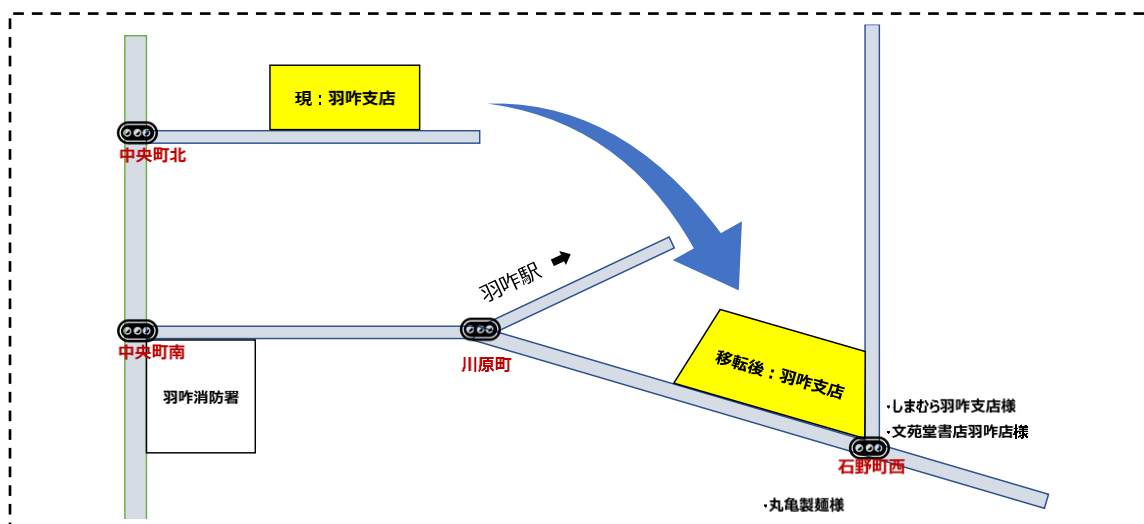 現：羽咋支店
中央町北
羽咋駅
中央町南
川原町
羽咋消防署
移転後：羽咋支店
・しまむら羽咋支店様
・文苑堂書店羽咋店様
石野町西
・丸亀製麺様